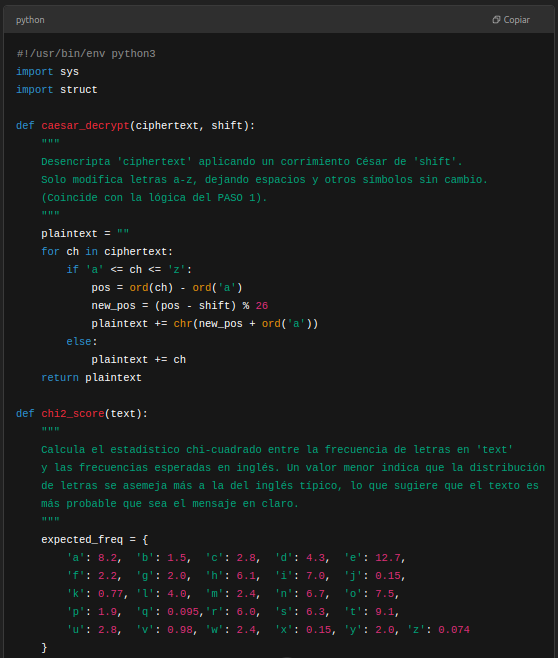 python
Copiar
#!/usr/bin/env python3
import sys
import struct
def caesar_decrypt(ciphertext, shift):
"""
Desencripta 'ciphertext' aplicando un corrimiento César de 'shift'.
Solo modifica letras a-z, dejando espacios y otros símbolos sin cambio.
(Coincide con la lógica del PASO 1).
"""
plaintext = ""
for ch in ciphertext:
if 'a' <= ch <= 'z':
pos = ord(ch) - ord('a')
new_pos = (pos - shift) % 26
plaintext += chr(new_pos + ord('a'))
else:
plaintext += ch
return plaintext
def chi2_score(text):
"""
Calcula el estadístico chi-cuadrado entre la frecuencia de letras en 'text'
y las frecuencias esperadas en inglés. Un valor menor indica que la distribución
de letras se asemeja más a la del inglés típico, lo que sugiere que el texto es
más probable que sea el mensaje en claro.
"""
expected_freq = {
'a': 8.2, 'b': 1.5, 'c': 2.8, 'd': 4.3, 'e': 12.7,
'f': 2.2, 'g': 2.0, 'h': 6.1, 'i': 7.0, 'j': 0.15,
'k': 0.77, 'l': 4.0, 'm': 2.4, 'n': 6.7, 'o': 7.5,
'p': 1.9, 'q': 0.095,'r': 6.0, 's': 6.3, 't': 9.1,
'u': 2.8, 'v': 0.98, 'w': 2.4, 'x': 0.15, 'y': 2.0, 'z': 0.074
}